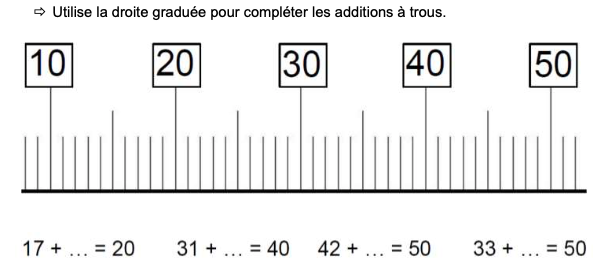 ⇨ Utilise la droite graduée pour compléter les additions à trous.
10 20 30 40 50
17 + … = 20 31 + … = 40 42 + … = 50 33 + … = 50